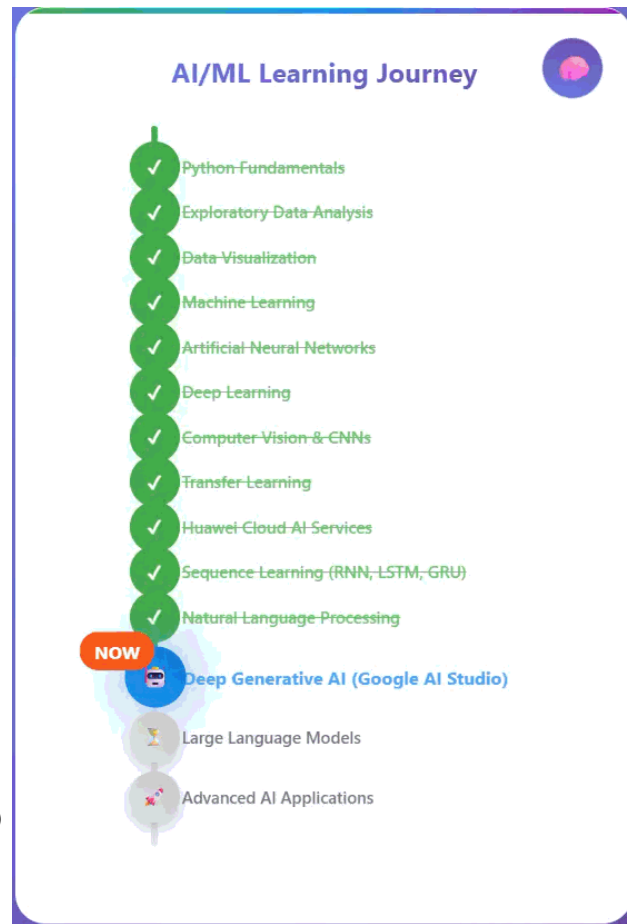 AI/ML Learning Journey
Python Fundamentals
Exploratory Data Analysis
Data Visualization
Machine Learning
Artificial Neural Networks
Deep Learning
Computer Vision & CNNs
Transfer Learning
Huawei Cloud AI Services
Sequence Learning (RNN, LSTM, GRU)
Natural Language Processing
NOW
Deep Generative AI (Google AI Studio)
Large Language Models
Advanced AI Applications